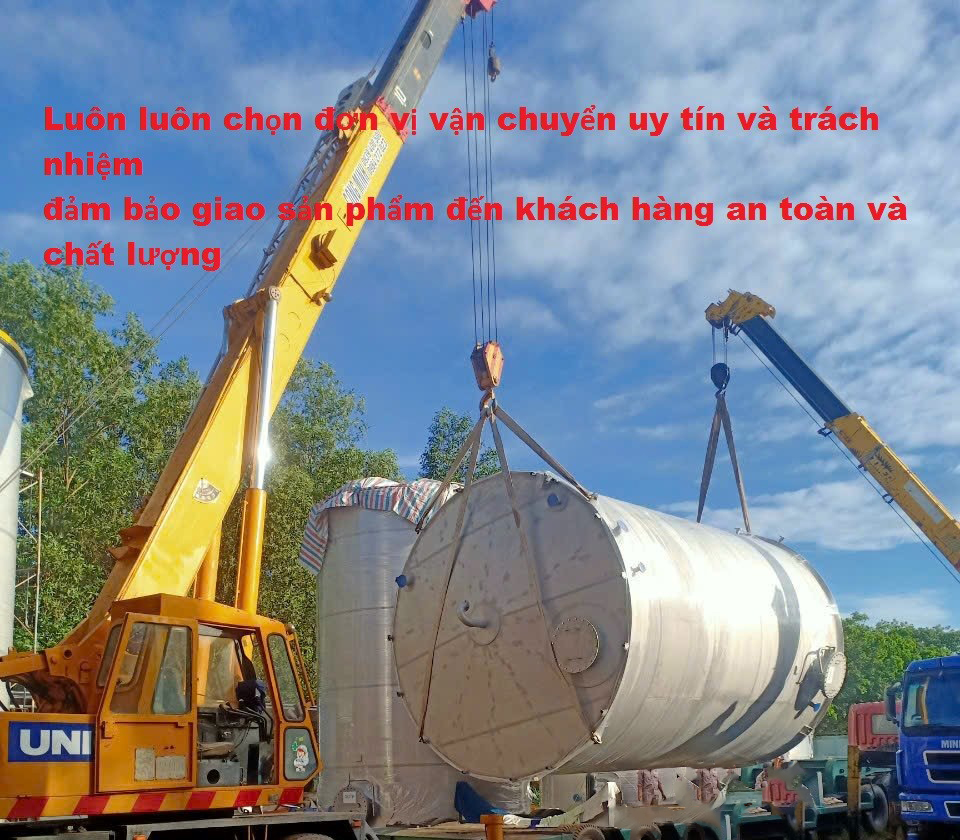 Luôn luôn chọn đơn vị vận chuyển uy tín và trách
nhiệm
đảm bảo giao sản phẩm đến khách hàng an toàn và
chất lượng
UNI